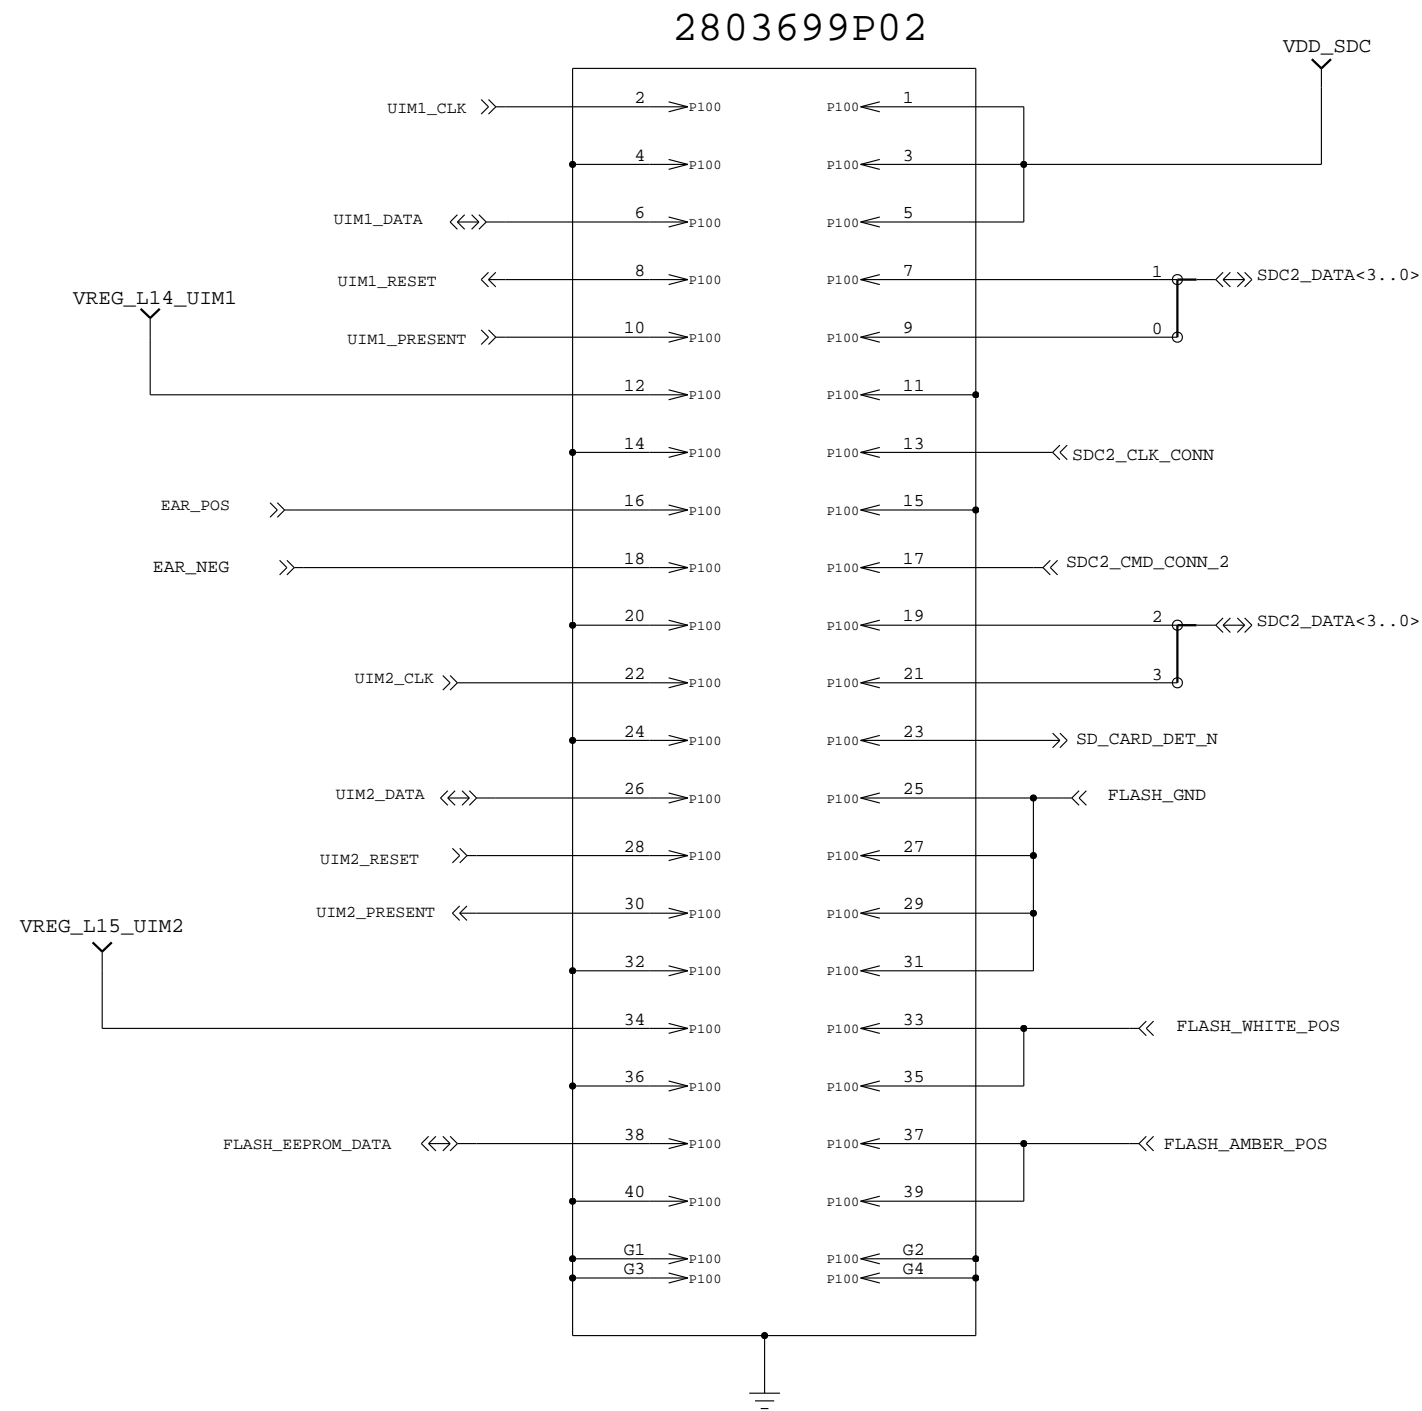 2803699P02
VDD_SDC
UIM1_CLK 2 P100 P100 1
4 P100 P100 3
UIM1_DATA 6 P100 P100 5
UIM1_RESET 8 P100 P100 7 1 SDC2_DATA<3..0>
VREG_L14_UIM1
UIM1_PRESENT 10 P100 P100 9 0
12 P100 P100 11
14 P100 P100 13 SDC2_CLK_CONN
EAR_POS 16 P100 P100 15
EAR_NEG 18 P100 P100 17 SDC2_CMD_CONN_2
20 P100 P100 19 2 SDC2_DATA<3..0>
UIM2_CLK 22 P100 P100 21 3
24 P100 P100 23 SD_CARD_DET_N
UIM2_DATA 26 P100 P100 25 FLASH_GND
UIM2_RESET 28 P100 P100 27
UIM2_PRESENT 30 P100 P100 29
VREG_L15_UIM2
32 P100 P100 31
34 P100 P100 33 FLASH_WHITE_POS
36 P100 P100 35
FLASH_EEPROM_DATA 38 P100 P100 37 FLASH_AMBER_POS
40 P100 P100 39
G1 P100 P100 G2
G3 P100 P100 G4